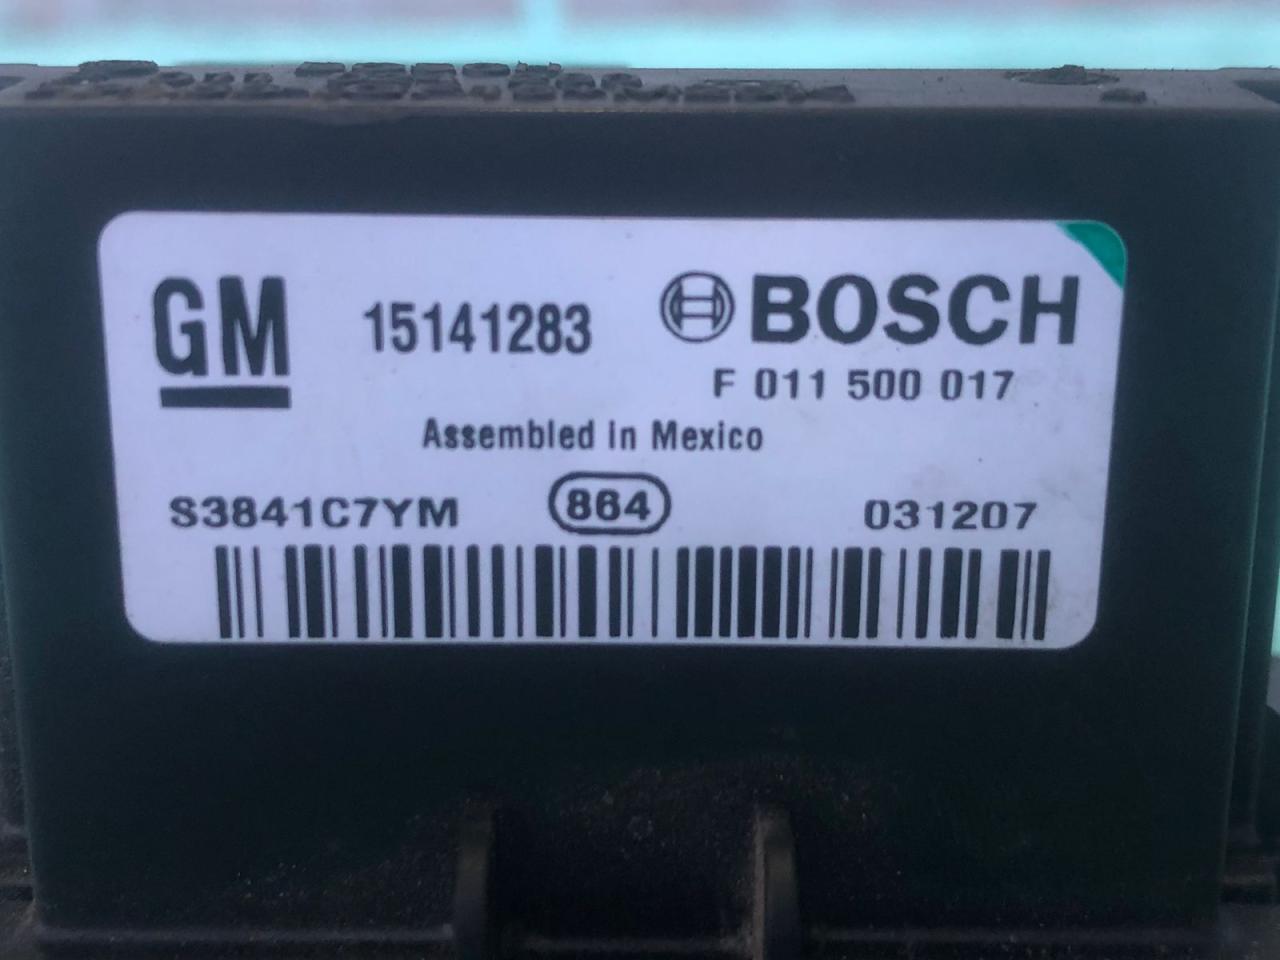 GM 15141283 BOSCH
F 011 500 017
Assembled in Mexico
S3841C7YM 864 031207